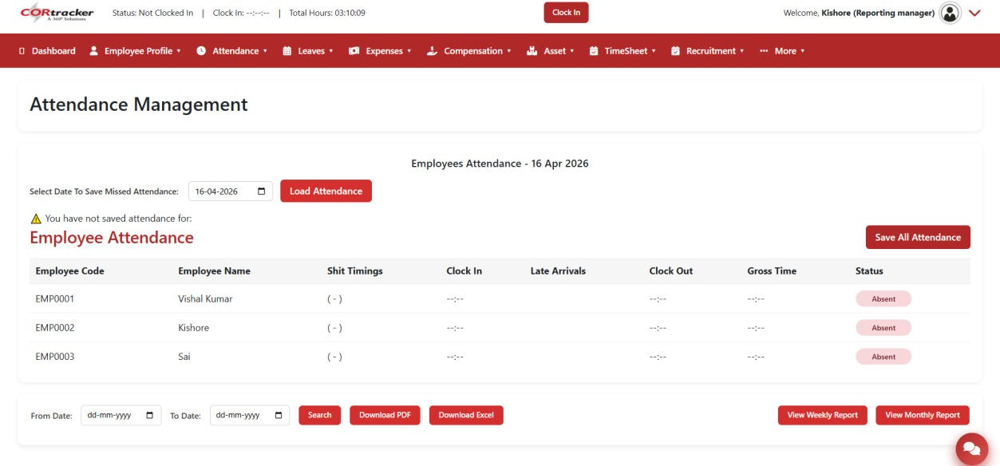 CORtracker
A 360° Solutions
Status: Not Clocked In | Clock In: --:--:-- | Total Hours: 03:10:09
Clock In
Welcome, Kishore (Reporting manager)
Dashboard Employee Profile Attendance Leaves Expenses Compensation Asset TimeSheet Recruitment More
Attendance Management
Employees Attendance - 16 Apr 2026
Select Date To Save Missed Attendance: 16-04-2026 Load Attendance
You have not saved attendance for:
Employee Attendance
Save All Attendance
Employee Code Employee Name Shit Timings Clock In Late Arrivals Clock Out Gross Time Status
EMP0001 Vishal Kumar ( - ) --:-- --:-- --:-- Absent
EMP0002 Kishore ( - ) --:-- --:-- --:-- Absent
EMP0003 Sai ( - ) --:-- --:-- --:-- Absent
From Date: dd-mm-yyyy To Date: dd-mm-yyyy Search Download PDF Download Excel View Weekly Report View Monthly Report